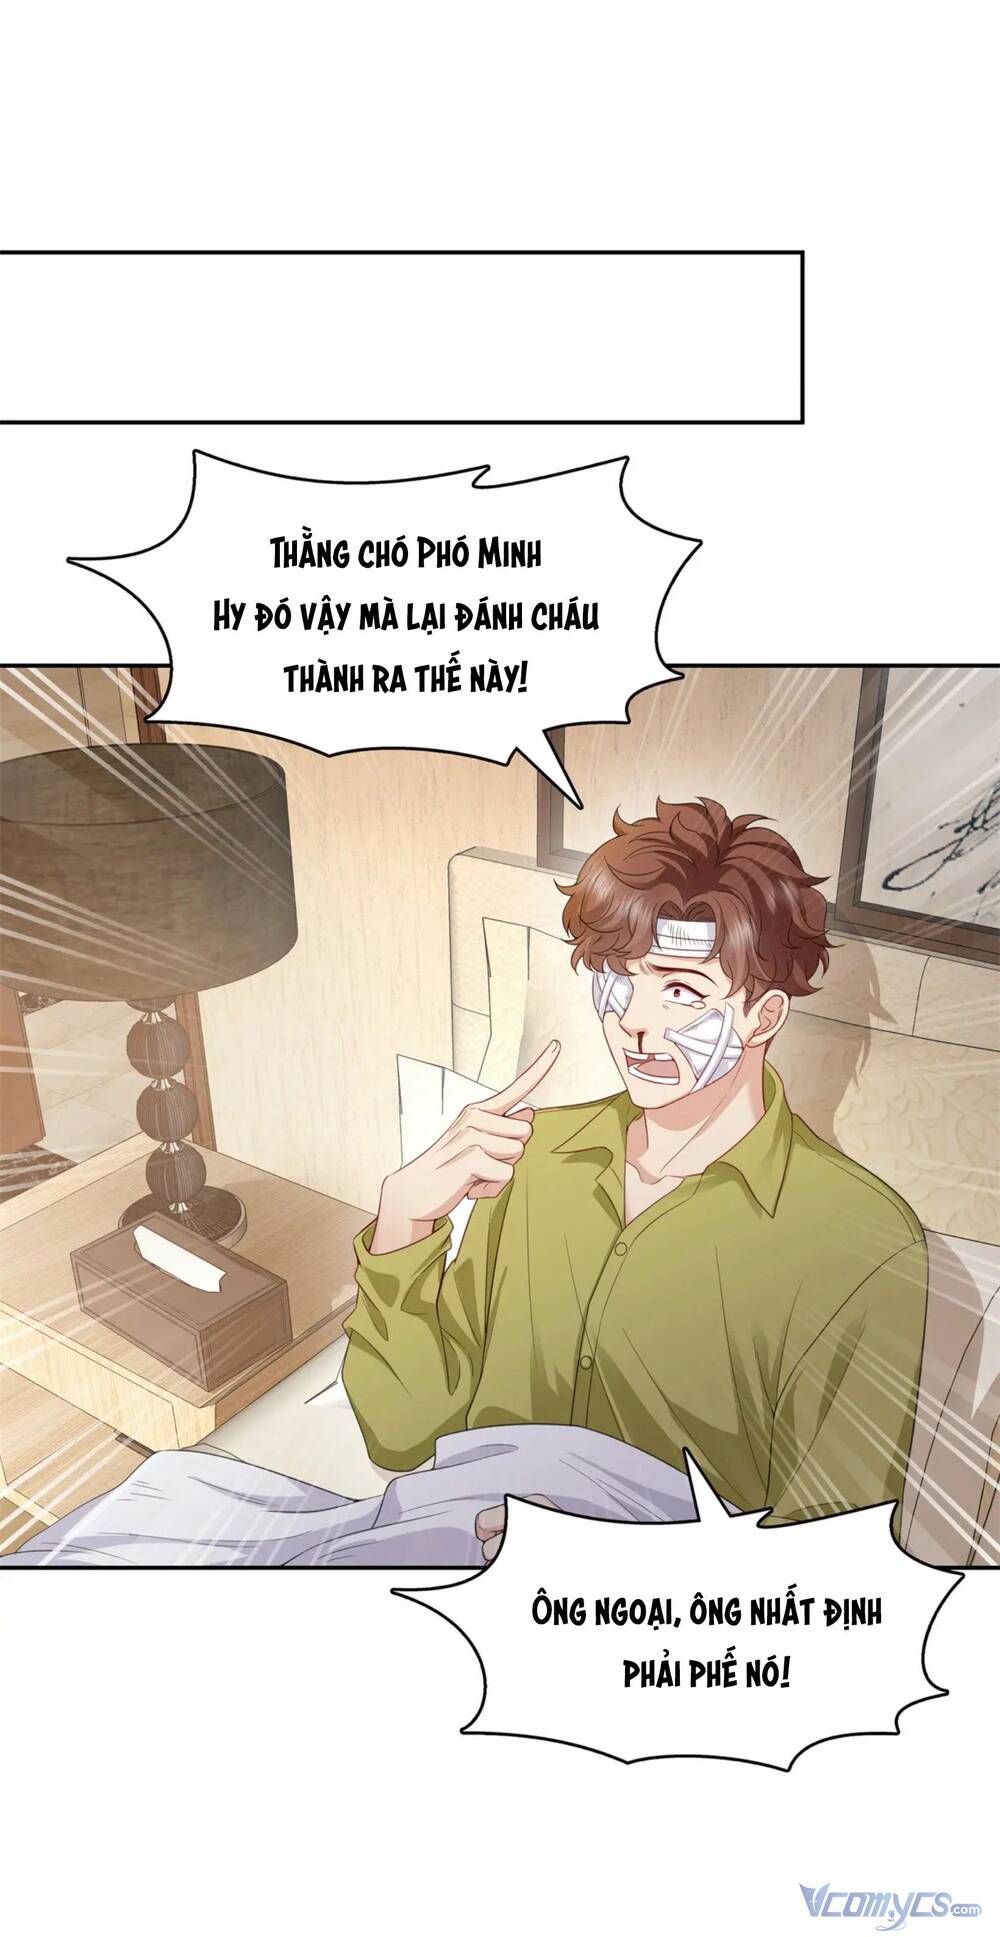 THẰNG CHÓ PHÓ MINH
HY ĐÓ VẬY MÀ LẠI ĐÁNH CHÁU
THÀNH RA THẾ NÀY!
ÔNG NGOẠI, ÔNG NHẤT ĐỊNH
PHẢI PHẾ NÓ!
VCOMYCS.com